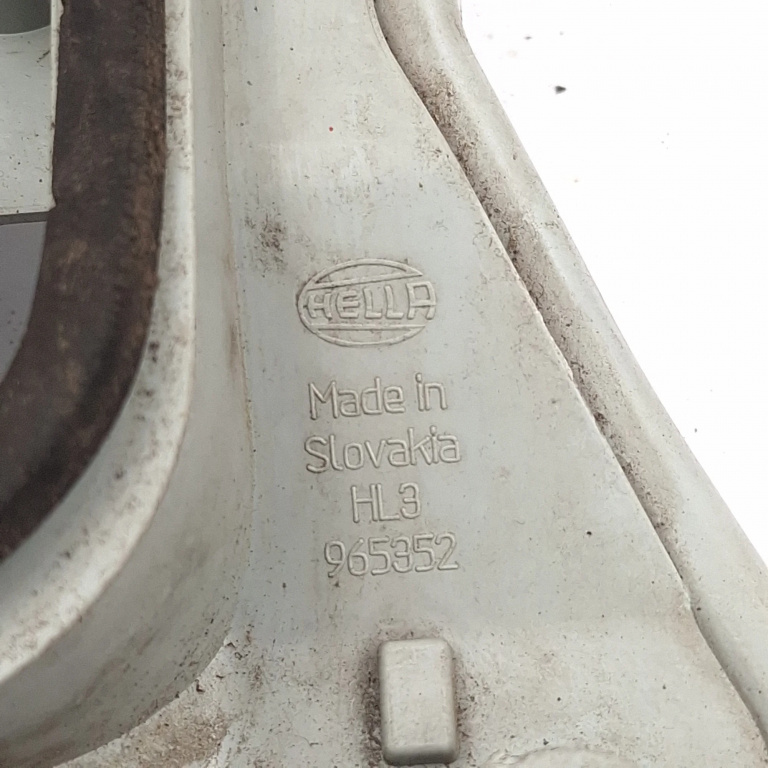 HELLA
Made in
Slovakia
HL3
965352